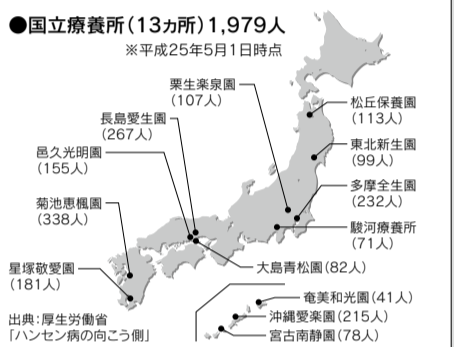 ●国立療養所（13ヵ所）1,979人
※平成25年5月1日時点
栗生楽泉園
（107人）
長島愛生園
（267人）
邑久光明園
（155人）
菊池恵楓園
（338人）
星塚敬愛園
（181人）
松丘保養園
（113人）
東北新生園
（99人）
多摩全生園
（232人）
駿河療養所
（71人）
大島青松園（82人）
奄美和光園（41人）
沖縄愛楽園（215人）
宮古南静園（78人）
出典：厚生労働省
「ハンセン病の向こう側」